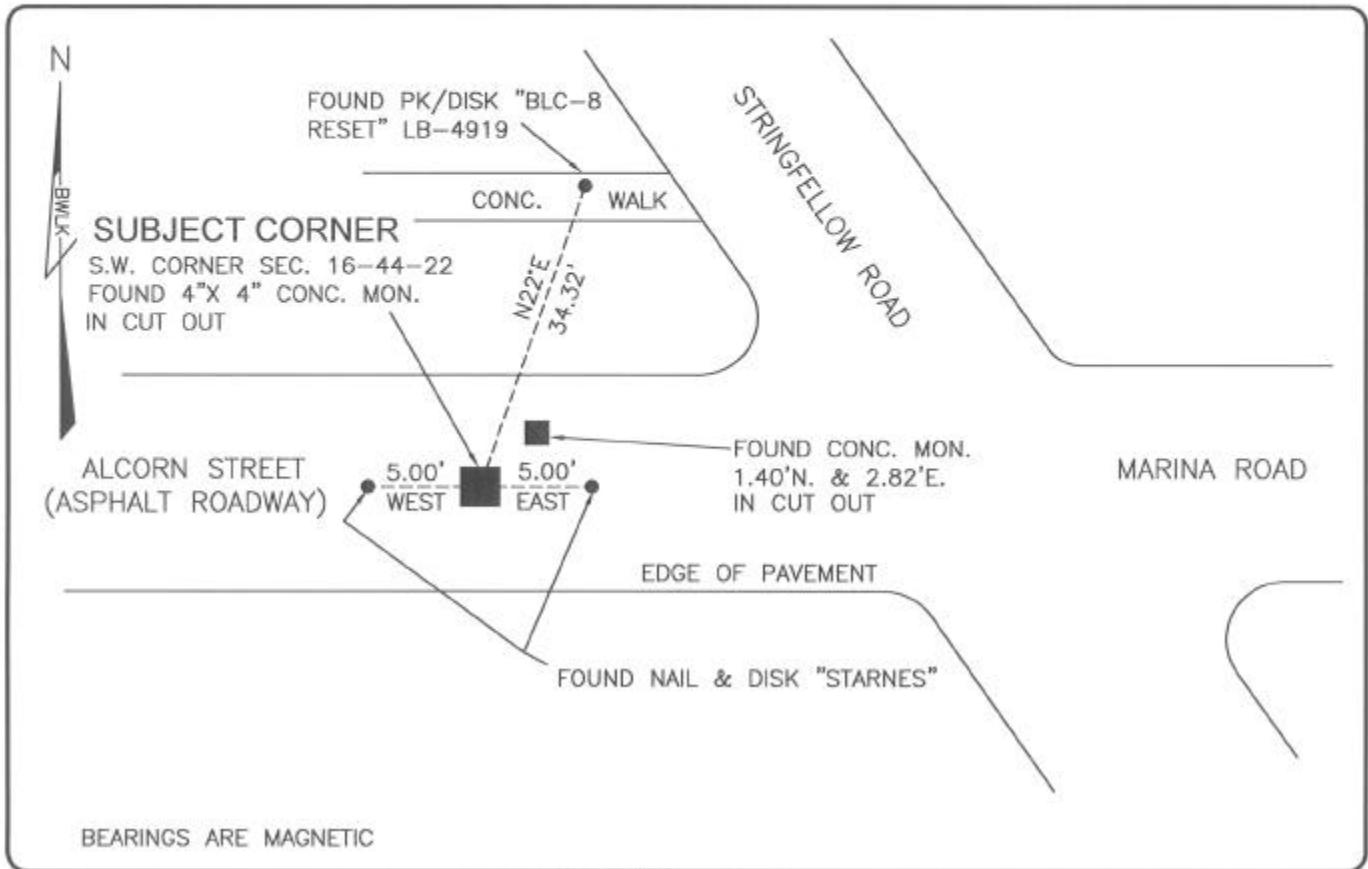 N
FOUND PK/DISK "BLC-8
RESET" LB-4919
STRINGFELLOW ROAD
CONC. WALK
BWLK
SUBJECT CORNER
S.W. CORNER SEC. 16-44-22
FOUND 4"X 4" CONC. MON.
IN CUT OUT
N22°E
34.32'
ALCORN STREET
(ASPHALT ROADWAY)
5.00'
WEST
5.00'
EAST
FOUND CONC. MON.
1.40'N. & 2.82'E.
IN CUT OUT
MARINA ROAD
EDGE OF PAVEMENT
FOUND NAIL & DISK "STARNES"
BEARINGS ARE MAGNETIC